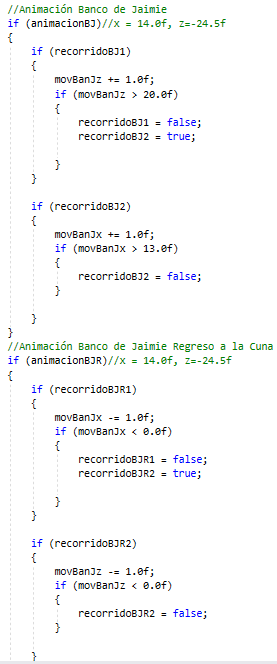 //Animación Banco de Jaimie
if (animacionBJ)//x = 14.0f, z=-24.5f
{
    if (recorridoBJ1)
    {
        movBanJz += 1.0f;
        if (movBanJz > 20.0f)
        {
            recorridoBJ1 = false;
            recorridoBJ2 = true;

        }
    }

    if (recorridoBJ2)
    {
        movBanJx += 1.0f;
        if (movBanJx > 13.0f)
        {
            recorridoBJ2 = false;
        }

    }
}
//Animación Banco de Jaimie Regreso a la Cuna
if (animacionBJR)//x = 14.0f, z=-24.5f
{
    if (recorridoBJR1)
    {
        movBanJx -= 1.0f;
        if (movBanJx < 0.0f)
        {
            recorridoBJR1 = false;
            recorridoBJR2 = true;

        }
    }

    if (recorridoBJR2)
    {
        movBanJz -= 1.0f;
        if (movBanJz < 0.0f)
        {
            recorridoBJR2 = false;
        }

    }